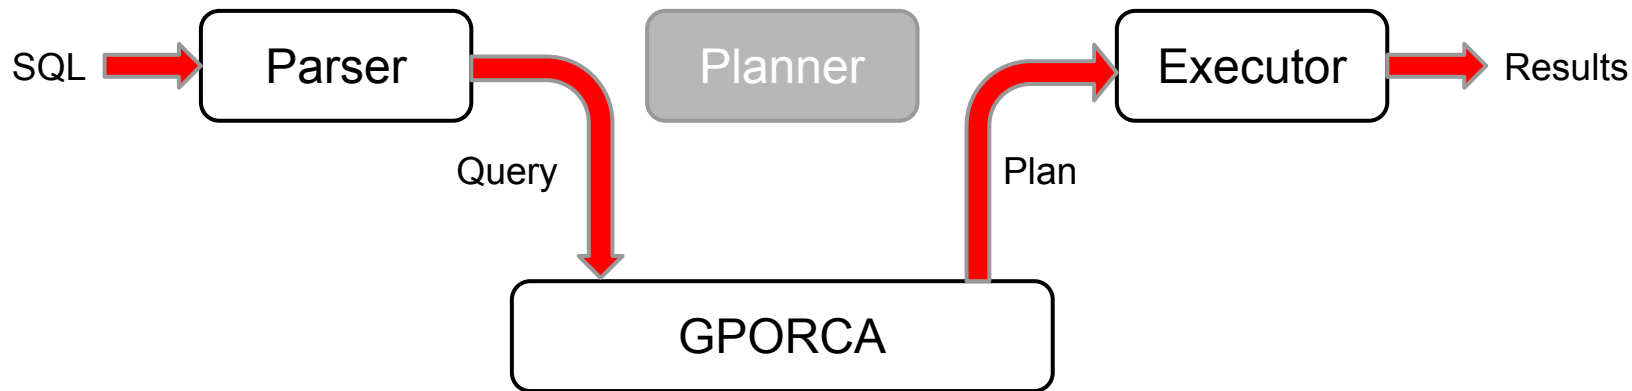 SQL
Parser
Planner
Executor
Results
Query
Plan
GPORCA